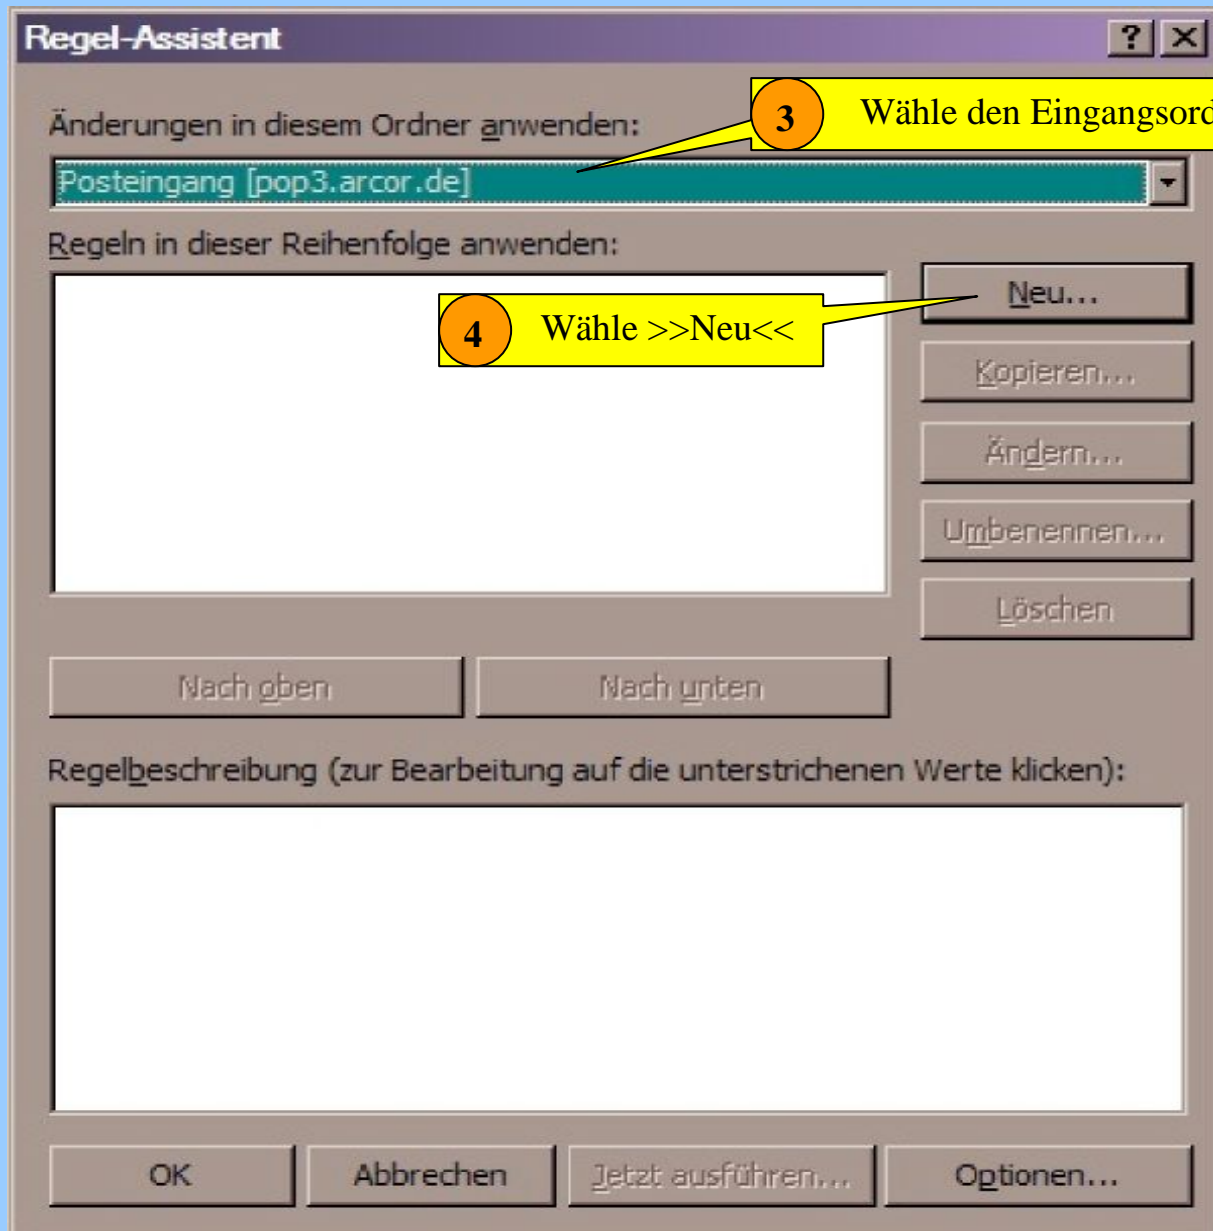 Regel-Assistent
Änderungen in diesem Ordner anwenden:
3 Wähle den Eingangsord
Posteingang [pop3.arcor.de]
Regeln in dieser Reihenfolge anwenden:
Neu...
4 Wähle >>Neu<<
Kopieren...
Ändern...
Umbenennen...
Löschen
Nach oben Nach unten
Regelbeschreibung (zur Bearbeitung auf die unterstrichenen Werte klicken):
OK Abbrechen Jetzt ausführen... Optionen...